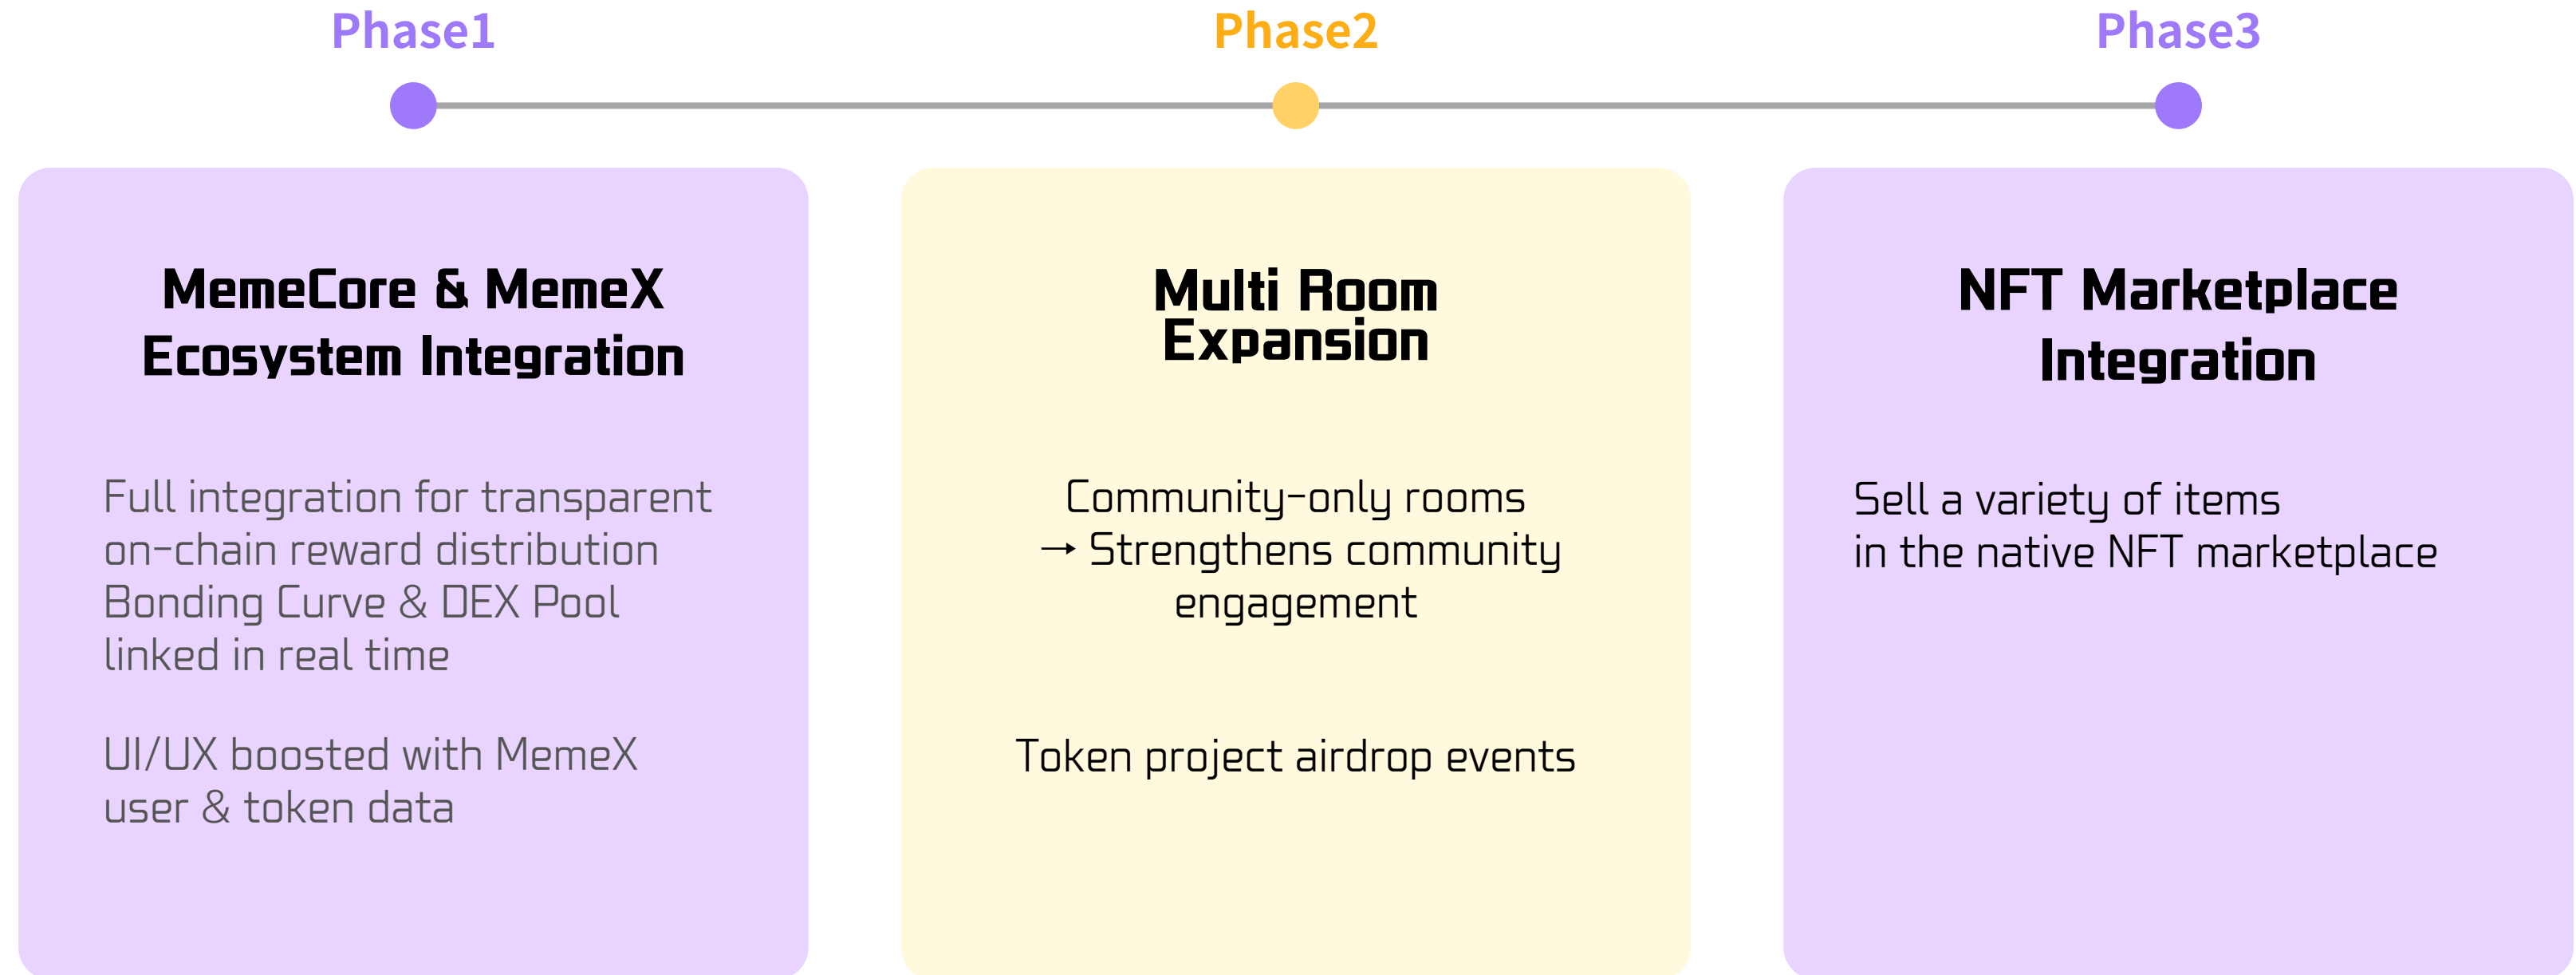 Phase1
Phase2
Phase3
MemeCore & MemeX
Ecosystem Integration
Full integration for transparent
on-chain reward distribution
Bonding Curve & DEX Pool
linked in real time
UI/UX boosted with MemeX
user & token data
Multi Room
Expansion
Community-only rooms
→ Strengthens community
engagement
Token project airdrop events
NFT Marketplace
Integration
Sell a variety of items
in the native NFT marketplace